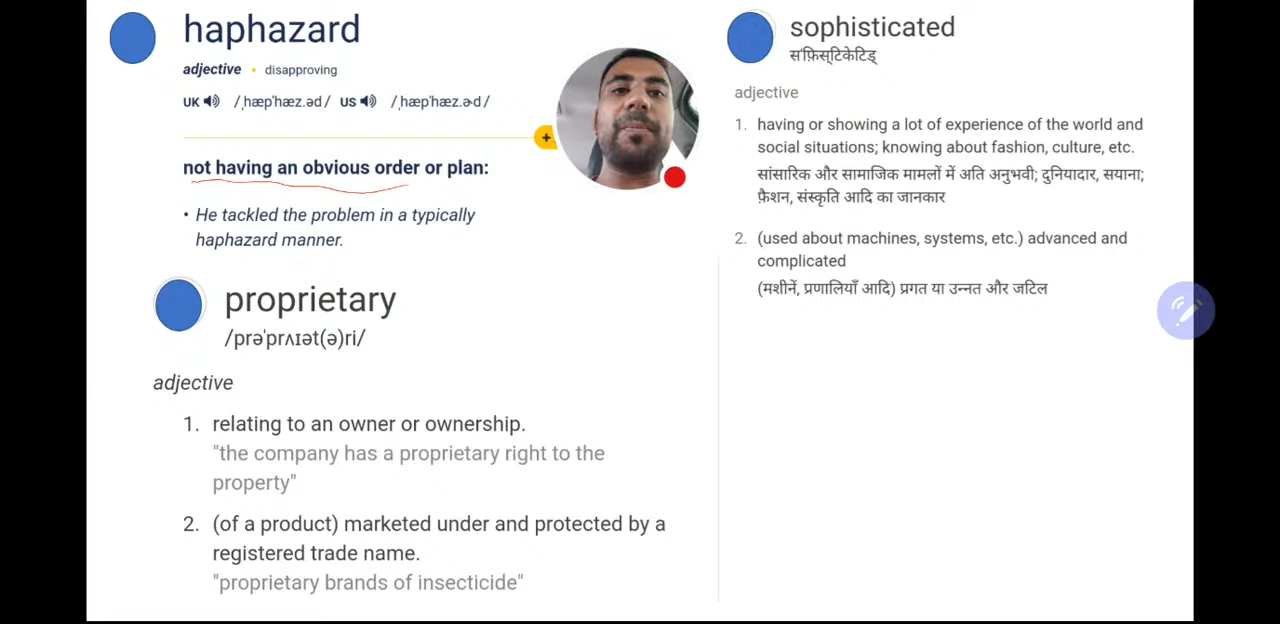 haphazard
adjective • disapproving
UK /ˌhæpˈhæz.əd/ US /ˌhæpˈhæz.ɚd/
not having an obvious order or plan:
• He tackled the problem in a typically
haphazard manner.
proprietary
/prəˈprʌɪət(ə)ri/
adjective
1. relating to an owner or ownership.
"the company has a proprietary right to the
property"
2. (of a product) marketed under and protected by a
registered trade name.
"proprietary brands of insecticide"
sophisticated
सˈफ़िस्टिकेटिड्
adjective
1. having or showing a lot of experience of the world and
social situations; knowing about fashion, culture, etc.
सांसारिक और सामाजिक मामलों में अति अनुभवी; दुनियादार, सयाना;
फ़ैशन, संस्कृति आदि का जानकार
2. (used about machines, systems, etc.) advanced and
complicated
(मशीनें, प्रणालियाँ आदि) प्रगत या उन्नत और जटिल